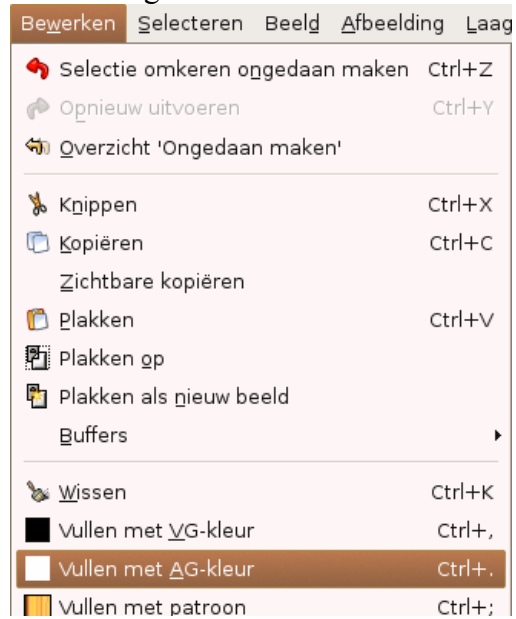 Bewerken Selecteren Beeld Afbeelding Laag
Selectie omkeren ongedaan maken Ctrl+Z
Opnieuw uitvoeren Ctrl+Y
Overzicht 'Ongedaan maken'
Knippen Ctrl+X
Kopiëren Ctrl+C
Zichtbare kopiëren
Plakken Ctrl+V
Plakken op
Plakken als nieuw beeld
Buffers
Wissen Ctrl+K
Vullen met VG-kleur Ctrl+,
Vullen met AG-kleur Ctrl+.
Vullen met patroon Ctrl+;